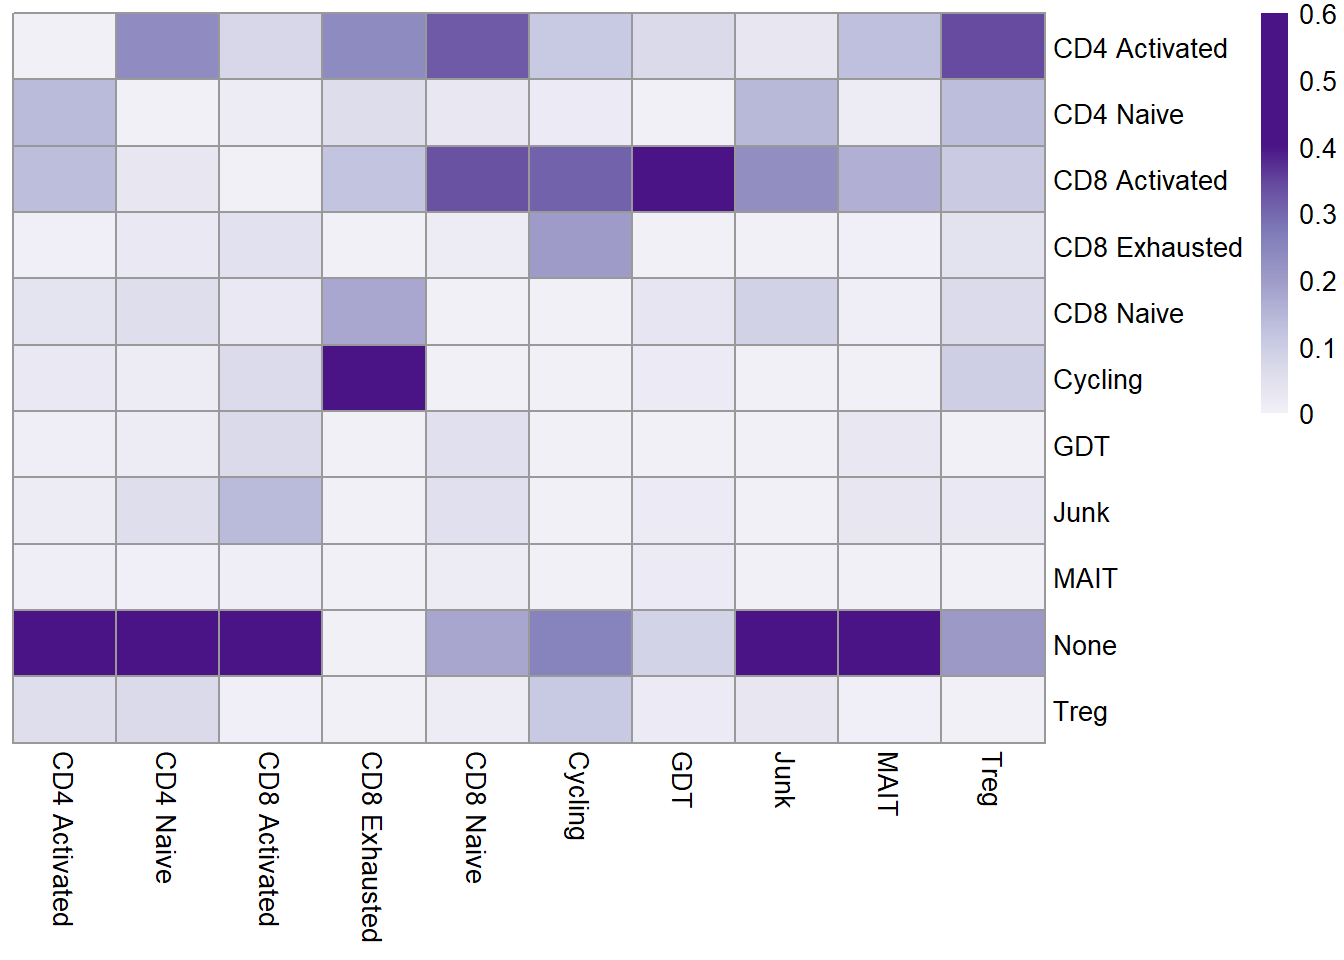 CD4 Activated
CD4 Naive
CD8 Activated
CD8 Exhausted
CD8 Naive
Cycling
GDT
Junk
MAIT
None
Treg
0.6
0.5
0.4
0.3
0.2
0.1
0
CD4 Activated
CD4 Naive
CD8 Activated
CD8 Exhausted
CD8 Naive
Cycling
GDT
Junk
MAIT
Treg